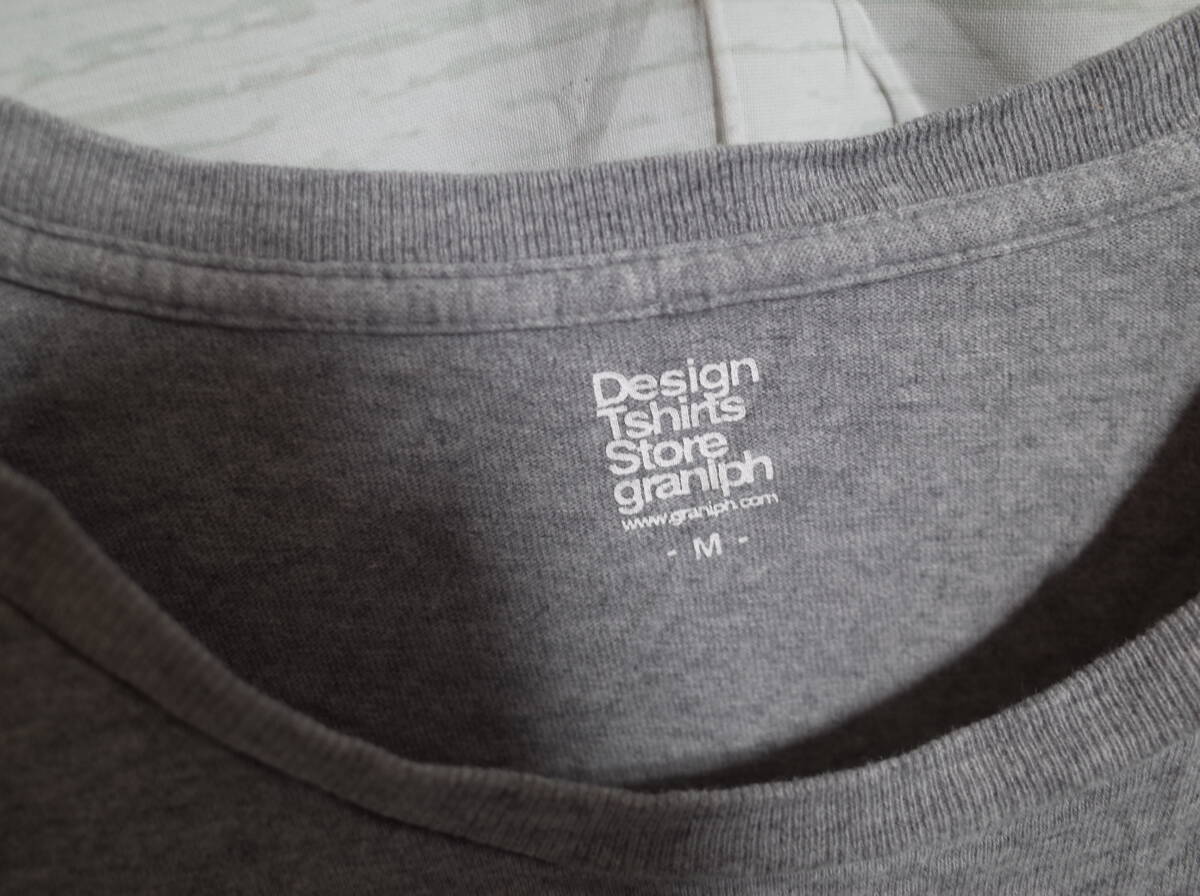 Design
Tshirts
Store
graniph
www.graniph.com
- M -